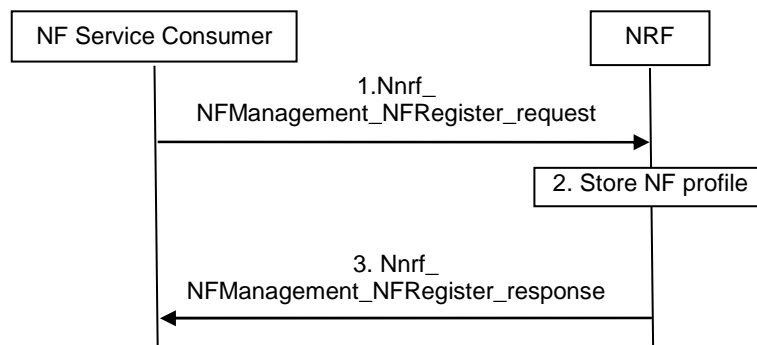 NF Service Consumer
NRF
1.Nnrf_
NFManagement_NFRegister_request
2. Store NF profile
3. Nnrf_
NFManagement_NFRegister_response